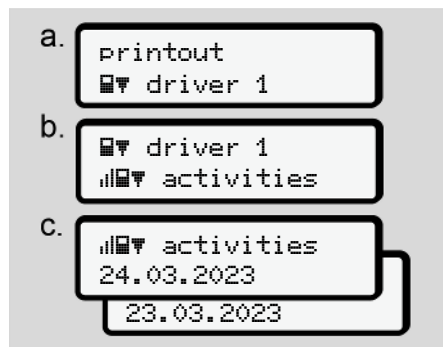 a.
printout
driver 1
b.
driver 1
activities
c.
activities
24.03.2023
23.03.2023